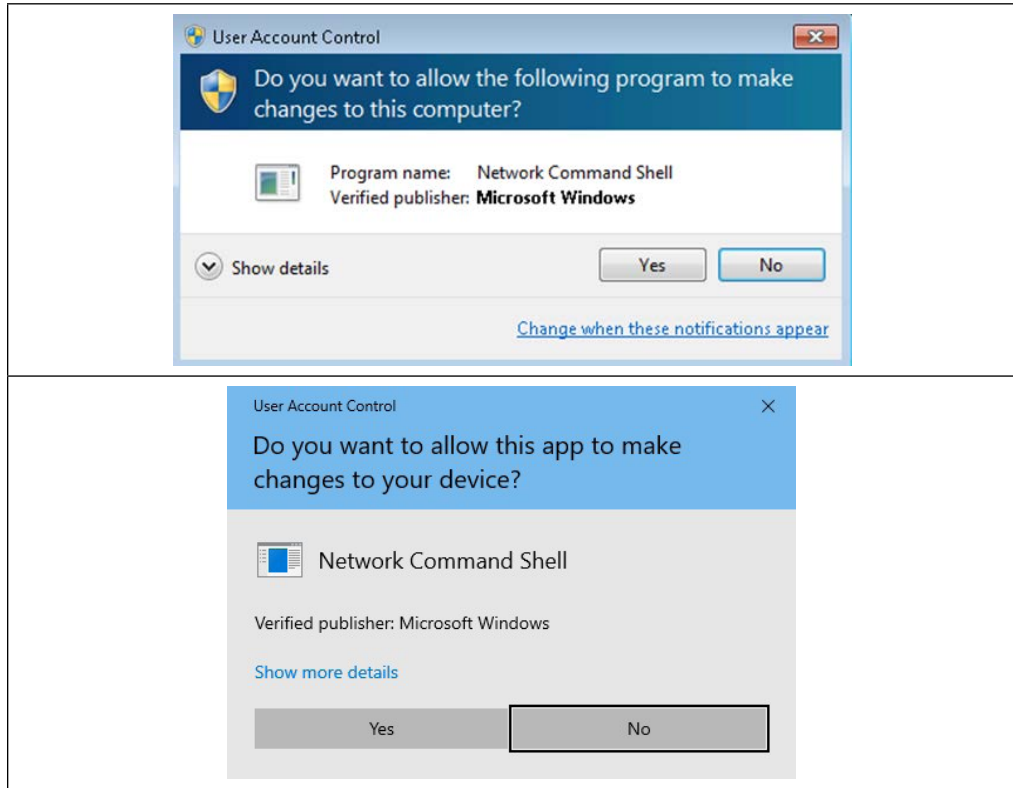 User Account Control
Do you want to allow the following program to make
changes to this computer?
Program name: Network Command Shell
Verified publisher: Microsoft Windows
Show details
Yes No
Change when these notifications appear
User Account Control
Do you want to allow this app to make
changes to your device?
Network Command Shell
Verified publisher: Microsoft Windows
Show more details
Yes No